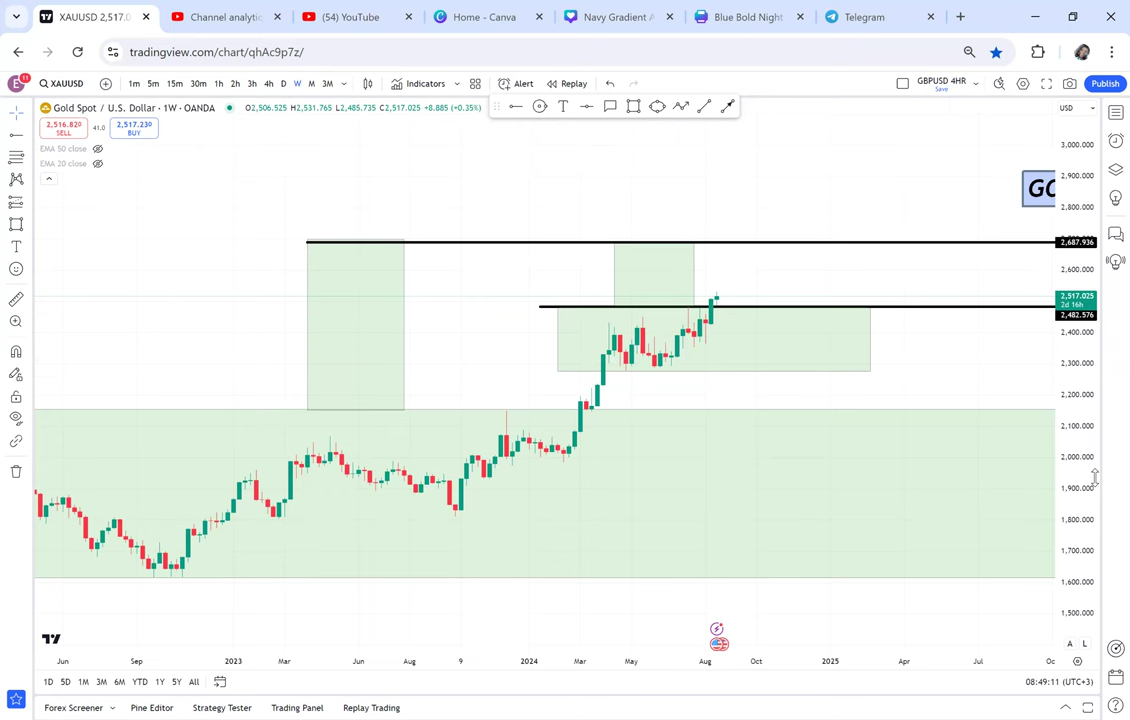 XAUUSD 2,517.0
Channel analytic
(54) YouTube
Home - Canva
Navy Gradient A
Blue Bold Night
Telegram
tradingview.com/chart/qhAc9p7z/
E 11 XAUUSD 1m 5m 15m 30m 1h 2h 3h 4h D W M 3M Indicators Alert Replay GBPUSD 4HR Save Publish
Gold Spot / U.S. Dollar · 1W · OANDA O2,506.525 H2,531.765 L2,485.735 C2,517.025 +8.885 (+0.35%) USD
2,516.820 SELL 41.0 2,517.230 BUY
EMA 50 close
EMA 20 close
GO
3,000.000
2,900.000
2,800.000
2,687.936
2,600.000
2,517.025
2d 16h
2,482.576
2,400.000
2,300.000
2,200.000
2,100.000
2,000.000
1,900.000
1,800.000
1,700.000
1,600.000
1,500.000
A L
Jun Sep 2023 Mar Jun Aug 9 2024 Mar May Aug Oct 2025 Apr Jul Oc
1D 5D 1M 3M 6M YTD 1Y 5Y All 08:49:11 (UTC+3)
Forex Screener Pine Editor Strategy Tester Trading Panel Replay Trading